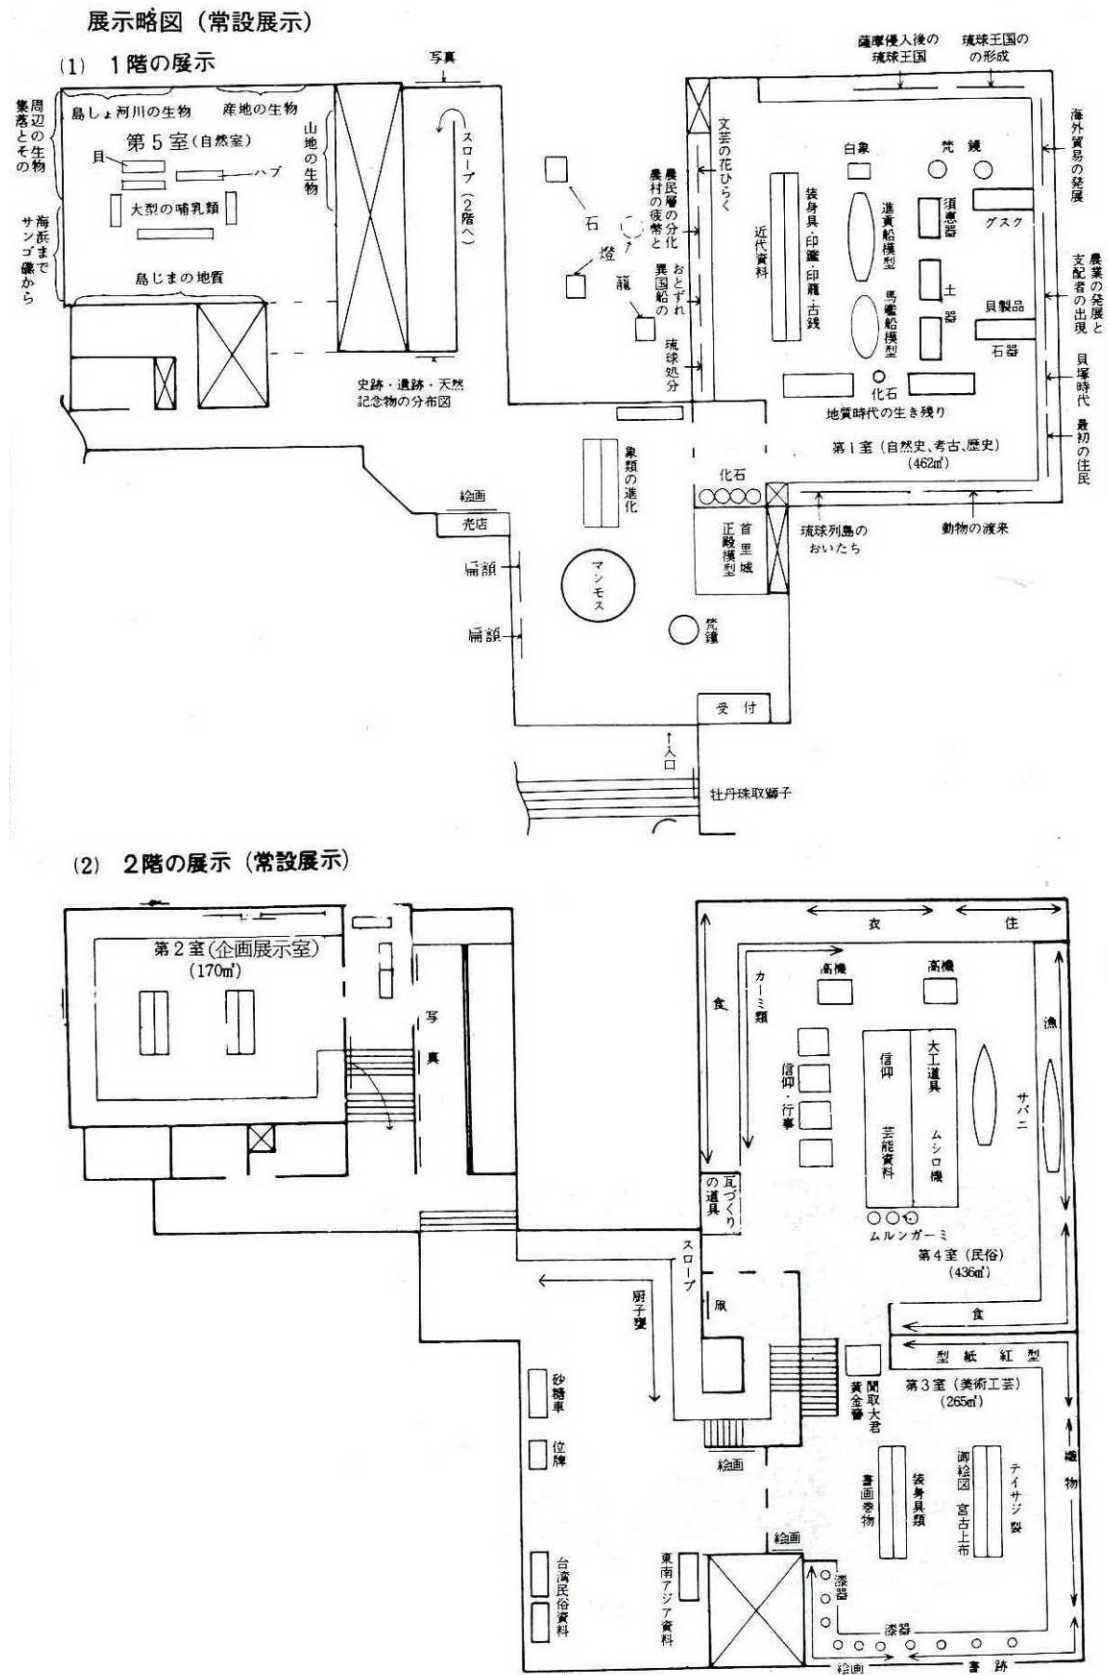 展示略図（常設展示）
(1) 1階の展示
写真
薩摩侵入後の
琉球王国
琉球王国の
形成
周辺の生物
集落とその
島しょ河川の生物
産地の生物
第5室(自然室)
貝
ハブ
大型の哺乳類
山地の生物
海浜まで
サンゴ礁から
島じまの地質
スロープ(2階へ)
史跡・遺跡・天然
記念物の分布図
石
燈
籠
文芸の花ひらく
農民層の分化
農村の疲幣と
おとずれ
異国船の
琉球処分
近代資料
装身具・印鑑・印籠・古銭
白象
進貢船模型
馬艦船模型
梵鏡
須恵器
土器
グスク
貝製品
石器
化石
地質時代の生き残り
第1室(自然史、考古、歴史)
(462㎡)
海外貿易の発展
農業の発展と
支配者の出現
貝塚時代
最初の住民
琉球列島の
おいたち
動物の渡来
象類の進化
化石
首里城
正殿模型
絵画
売店
扁額
扁額
マンモス
梵鐘
受付
↑入口
牡丹珠取獅子
(2) 2階の展示（常設展示）
第2室(企画展示室)
(170㎡)
写真
衣
住
食
カーミ類
高機
高機
漁
信仰・行事
信仰
芸能資料
大工道具
ムシロ機
サバニ
瓦づくり
の道具
ムルンガーミ
第4室(民俗)
(436㎡)
食
スロープ
厨子甕
型紙紅型
第3室(美術工芸)
(265㎡)
聞取大君
黄金簪
砂糖車
位牌
絵画
織物
書画巻物
装身具類
御絵図 宮古上布
テイサジ製
絵画
台湾民俗資料
東南アジア資料
漆器
漆器
絵画
書跡